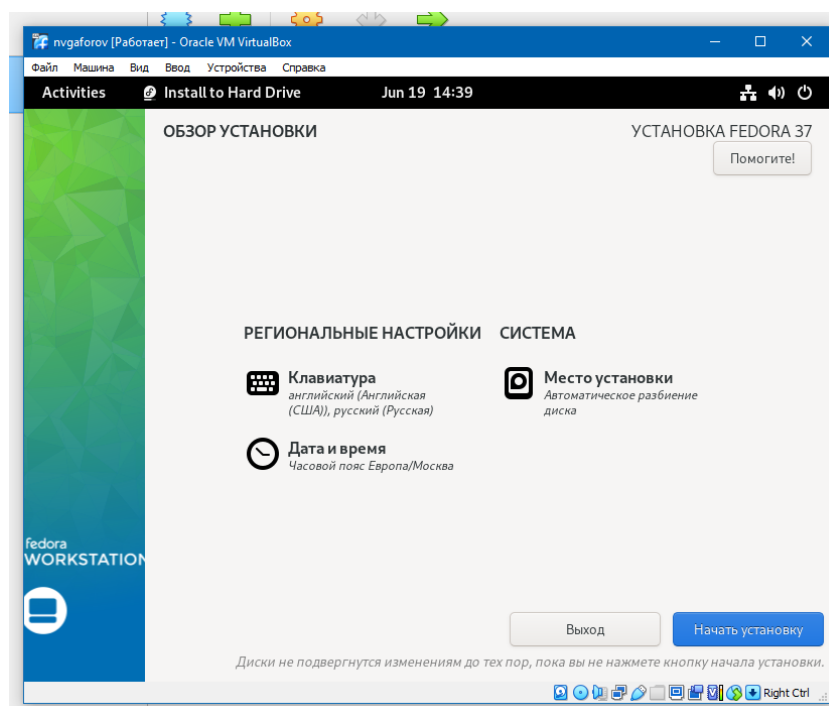 nvgaforov [Работает] - Oracle VM VirtualBox
Файл Машина Вид Ввод Устройства Справка
Activities Install to Hard Drive Jun 19 14:39
ОБЗОР УСТАНОВКИ
УСТАНОВКА FEDORA 37
Помогите!
РЕГИОНАЛЬНЫЕ НАСТРОЙКИ
СИСТЕМА
Клавиатура
английский (Английская
(США)), русский (Русская)
Место установки
Автоматическое разбиение
диска
Дата и время
Часовой пояс Европа/Москва
fedora
WORKSTATION
Выход
Начать установку
Диски не подвергнутся изменениям до тех пор, пока вы не нажмете кнопку начала установки.
Right Ctrl